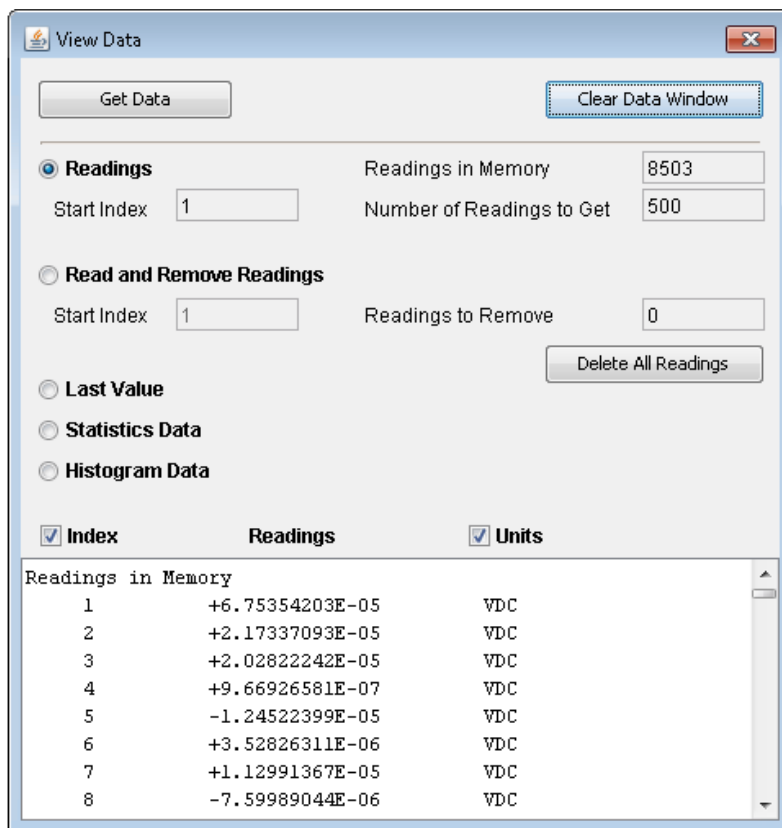 View Data
Get Data Clear Data Window
Readings Readings in Memory 8503
Start Index 1 Number of Readings to Get 500
Read and Remove Readings
Start Index 1 Readings to Remove 0
Delete All Readings
Last Value
Statistics Data
Histogram Data
Index Readings Units
Readings in Memory
1 +6.75354203E-05 VDC
2 +2.17337093E-05 VDC
3 +2.02822242E-05 VDC
4 +9.66926581E-07 VDC
5 -1.24522399E-05 VDC
6 +3.52826311E-06 VDC
7 +1.12991367E-05 VDC
8 -7.59989044E-06 VDC